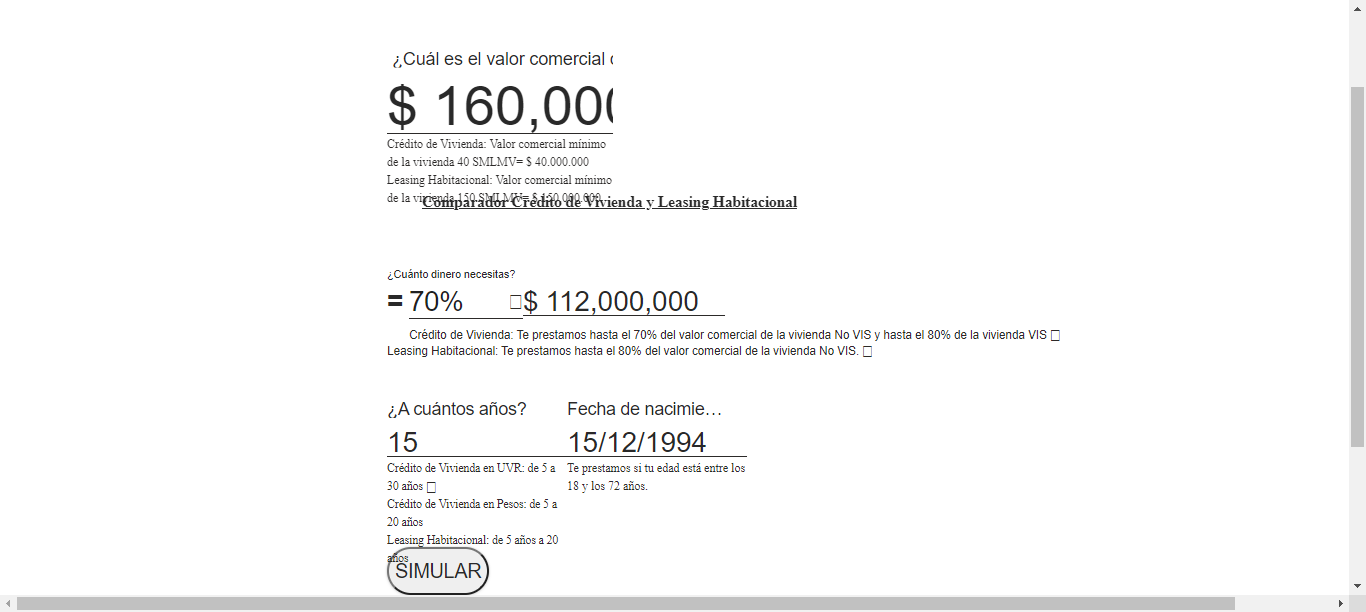 ¿Cuál es el valor comercial
$ 160,000
Crédito de Vivienda: Valor comercial mínimo
de la vivienda 40 SMLMV= $ 40.000.000
Leasing Habitacional: Valor comercial mínimo
de la vivienda 150 SMLMV= $ 150.000.000
Comparador Crédito de Vivienda y Leasing Habitacional
¿Cuánto dinero necesitas?
= 70% $ 112,000,000
Crédito de Vivienda: Te prestamos hasta el 70% del valor comercial de la vivienda No VIS y hasta el 80% de la vivienda VIS
Leasing Habitacional: Te prestamos hasta el 80% del valor comercial de la vivienda No VIS.
¿A cuántos años? Fecha de nacimie…
15 15/12/1994
Crédito de Vivienda en UVR: de 5 a
30 años
Crédito de Vivienda en Pesos: de 5 a
20 años
Leasing Habitacional: de 5 años a 20
años
Te prestamos si tu edad está entre los
18 y los 72 años.
SIMULAR